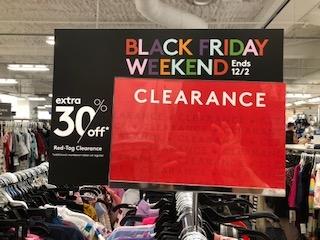 BLACK FRIDAY
WEEKEND Ends
12/2
extra
30% off*
Red-Tag Clearance
CLEARANCE